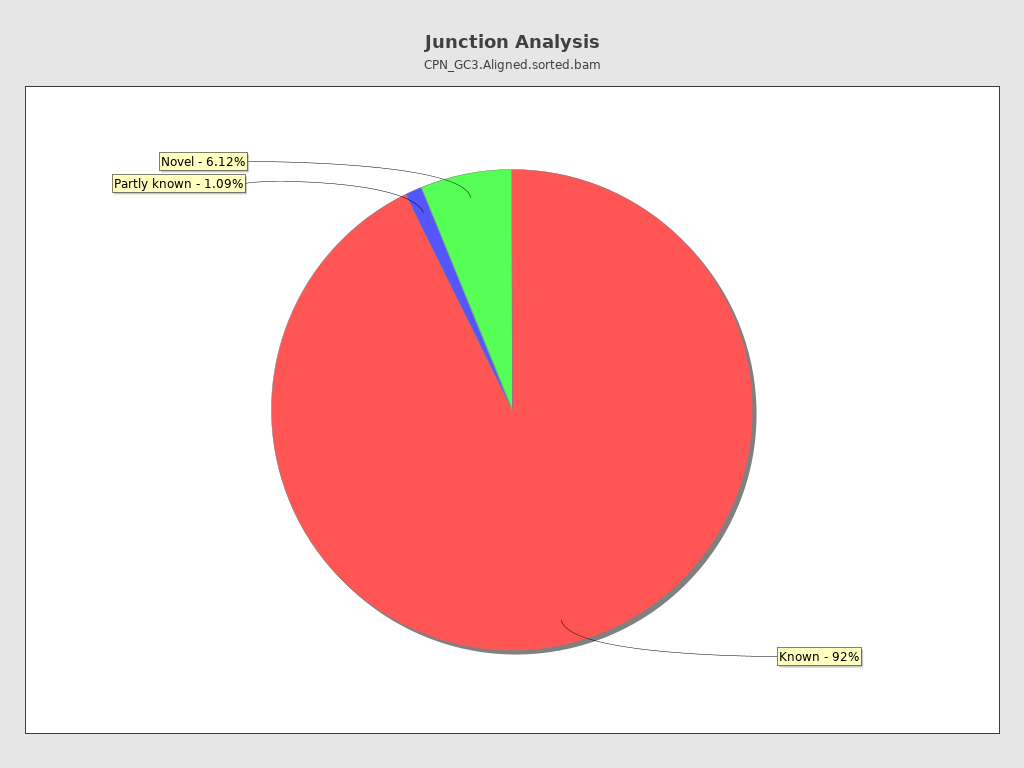 Junction Analysis
CPN_GC3.Aligned.sorted.bam
Novel - 6.12%
Partly known - 1.09%
Known - 92%